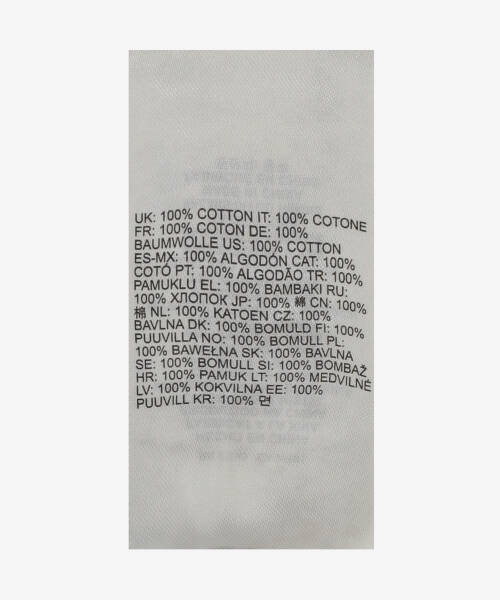 UK: 100% COTTON IT: 100% COTONE
FR: 100% COTON DE: 100%
BAUMWOLLE US: 100% COTTON
ES-MX: 100% ALGODÓN CAT: 100%
COTÓ PT: 100% ALGODÃO TR: 100%
PAMUKLU EL: 100% BAMBAKI RU:
100% ХЛОПОК JP: 100% 綿 CN: 100%
棉 NL: 100% KATOEN CZ: 100%
BAVLNA DK: 100% BOMULD FI: 100%
PUUVILLA NO: 100% BOMULL PL:
100% BAWEŁNA SK: 100% BAVLNA
SE: 100% BOMULL SI: 100% BOMBAŽ
HR: 100% PAMUK LT: 100% MEDVILNĖ
LV: 100% KOKVILNA EE: 100%
PUUVILL KR: 100% 면